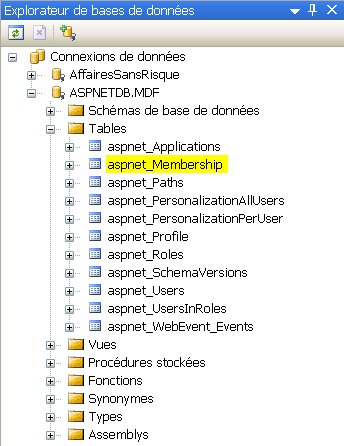 Explorateur de bases de données
Connexions de données
AffairesSansRisque
ASPNETDB.MDF
Schémas de base de données
Tables
aspnet_Applications
aspnet_Membership
aspnet_Paths
aspnet_PersonalizationAllUsers
aspnet_PersonalizationPerUser
aspnet_Profile
aspnet_Roles
aspnet_SchemaVersions
aspnet_Users
aspnet_UsersInRoles
aspnet_WebEvent_Events
Vues
Procédures stockées
Fonctions
Synonymes
Types
Assemblys